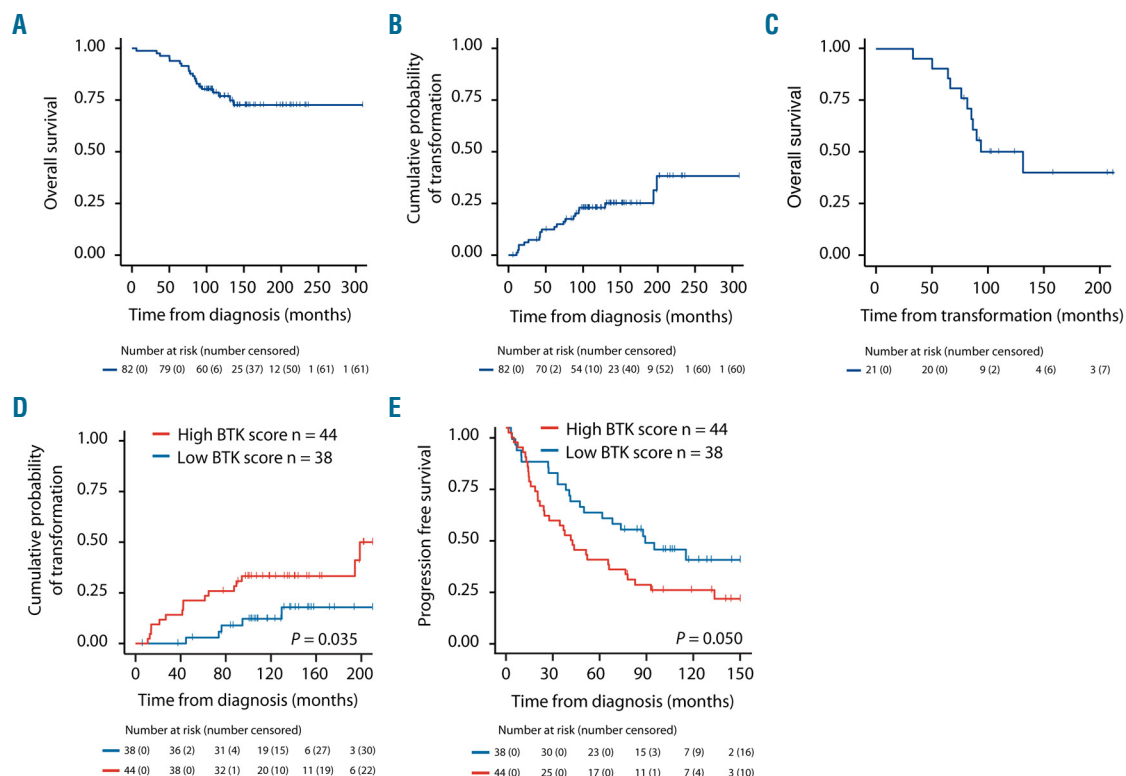 A
1.00
0.75
0.50
0.25
0.00
Overall survival
0 50 100 150 200 250 300
Time from diagnosis (months)
Number at risk (number censored)
82 (0) 79 (0) 60 (6) 25 (37) 12 (50) 1 (61) 1 (61)
B
1.00
0.75
0.50
0.25
0.00
Cumulative probability
of transformation
0 50 100 150 200 250 300
Time from diagnosis (months)
Number at risk (number censored)
82 (0) 70 (2) 54 (10) 23 (40) 9 (52) 1 (60) 1 (60)
C
1.00
0.75
0.50
0.25
0.00
Overall survival
0 50 100 150 200
Time from transformation (months)
Number at risk (number censored)
21 (0) 20 (0) 9 (2) 4 (6) 3 (7)
D
High BTK score n = 44
Low BTK score n = 38
1.00
0.75
0.50
0.25
0.00
Cumulative probability
of transformation
P = 0.035
0 40 80 120 160 200
Time from diagnosis (months)
Number at risk (number censored)
38 (0) 36 (2) 31 (4) 19 (15) 6 (27) 3 (30)
44 (0) 38 (0) 32 (1) 20 (10) 11 (19) 6 (22)
E
High BTK score n = 44
Low BTK score n = 38
1.00
0.75
0.50
0.25
0.00
Progression free survival
P = 0.050
0 30 60 90 120 150
Time from diagnosis (months)
Number at risk (number censored)
38 (0) 30 (0) 23 (0) 15 (3) 7 (9) 2 (16)
44 (0) 25 (0) 17 (0) 11 (1) 7 (4) 3 (10)